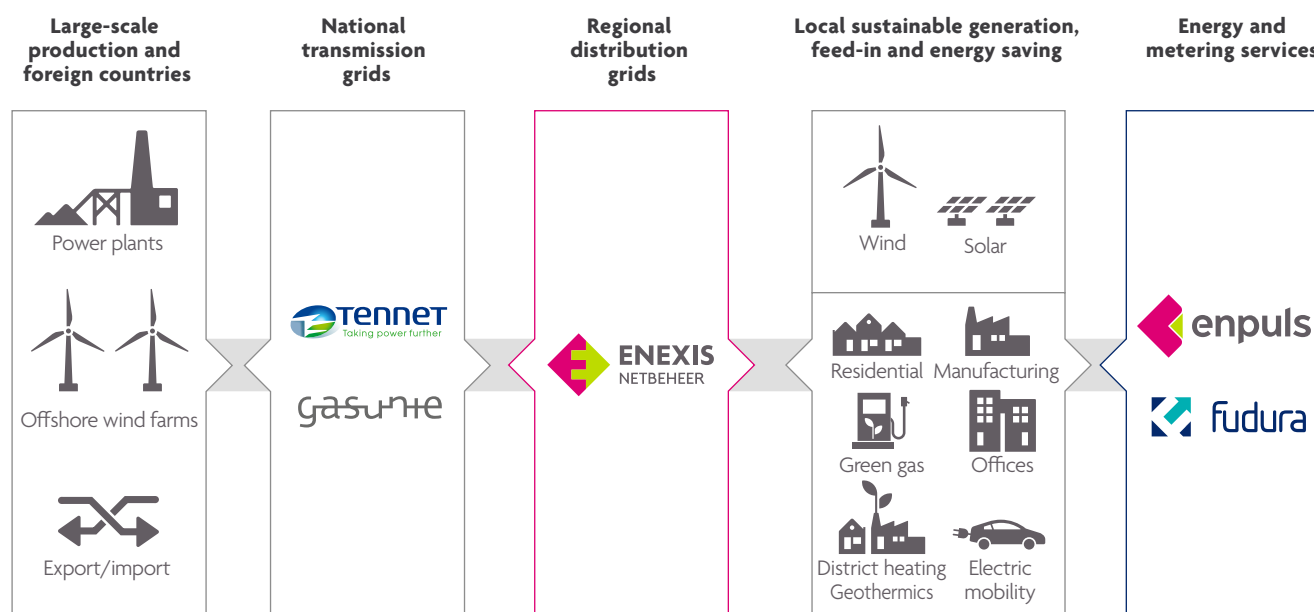 Large-scale
production and
foreign countries
National
transmission
grids
Regional
distribution
grids
Local sustainable generation,
feed-in and energy saving
Energy and
metering services
Power plants
Offshore wind farms
Export/import
TENNET
Taking power further
gasunie
ENEXIS
NETBEHEER
Wind
Solar
Residential
Manufacturing
Green gas
Offices
District heating
Geothermics
Electric
mobility
enpuls
fudura